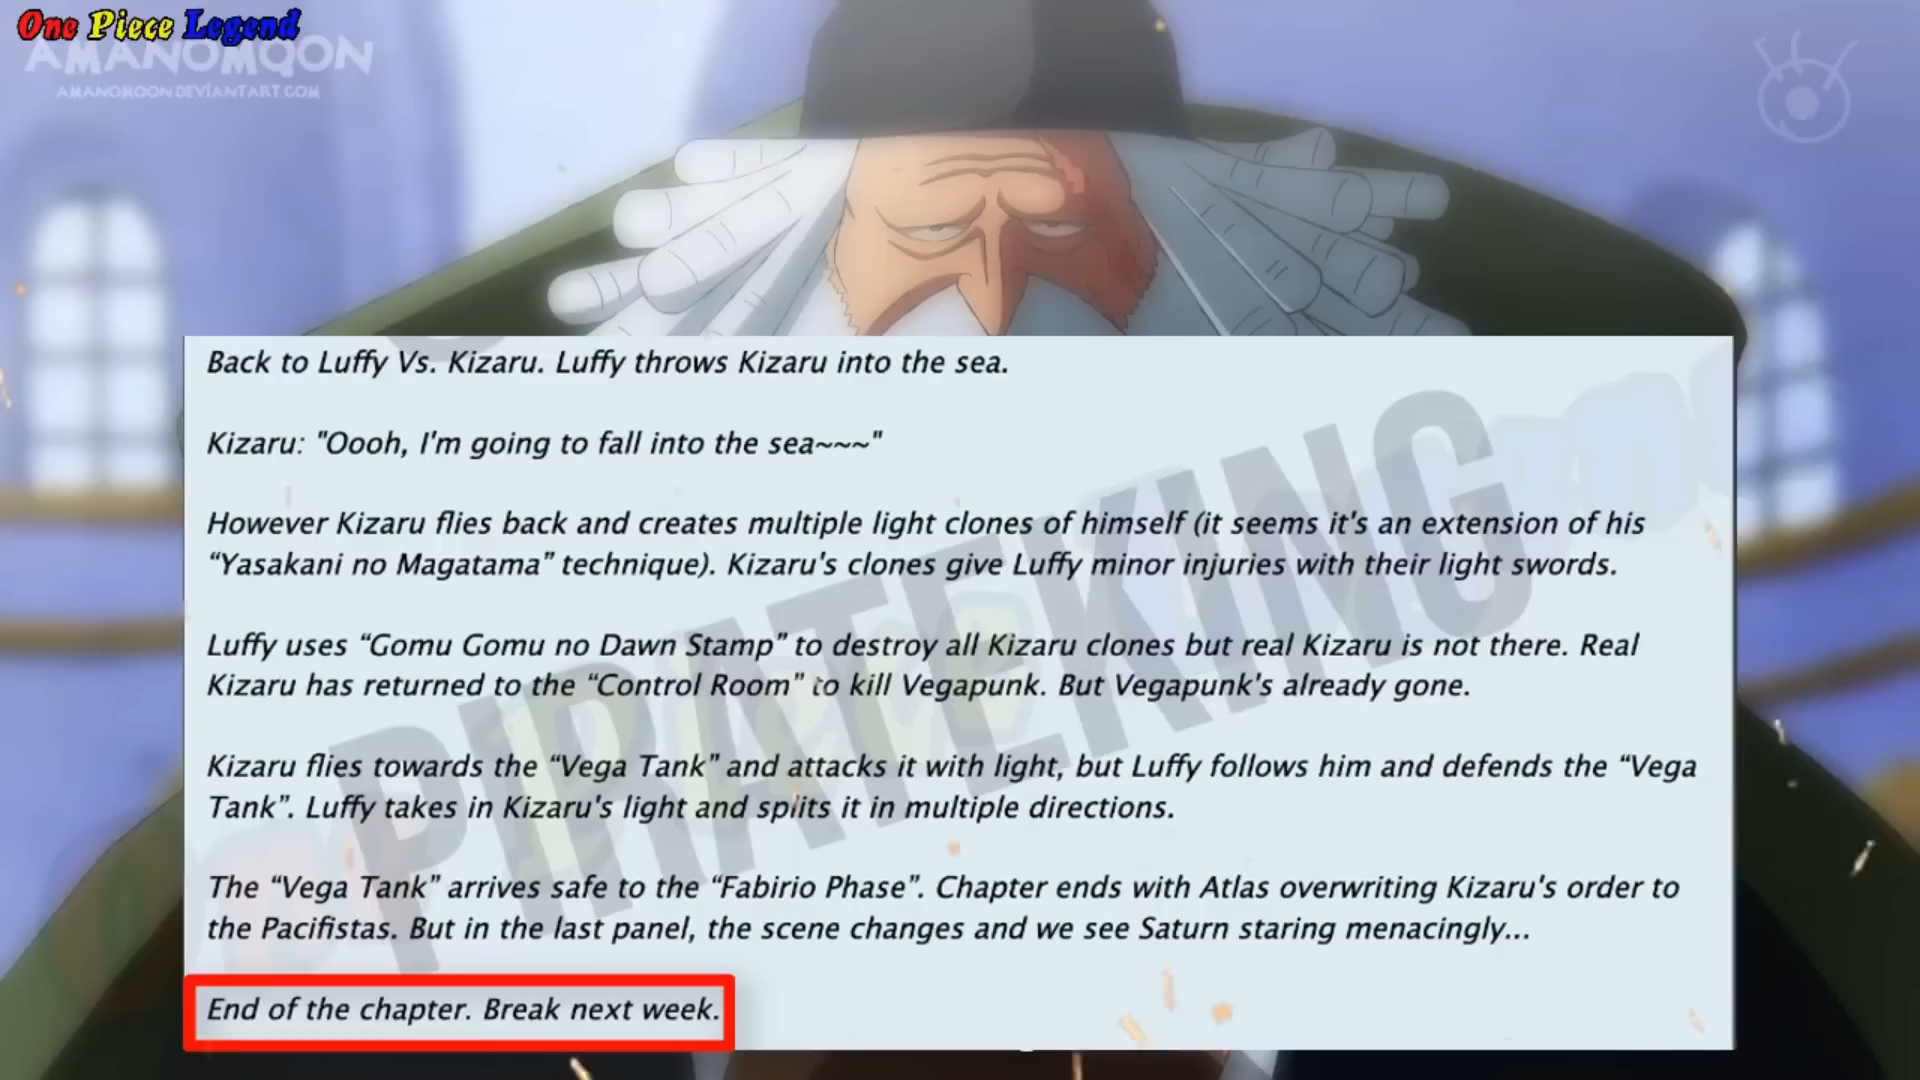 One Piece Legend
AMANOMOON
AMANOMOON.DEVIANTART.COM
Back to Luffy Vs. Kizaru. Luffy throws Kizaru into the sea.
Kizaru: "Oooh, I'm going to fall into the sea~~~"
However Kizaru flies back and creates multiple light clones of himself (it seems it's an extension of his
“Yasakani no Magatama” technique). Kizaru's clones give Luffy minor injuries with their light swords.
Luffy uses “Gomu Gomu no Dawn Stamp” to destroy all Kizaru clones but real Kizaru is not there. Real
Kizaru has returned to the “Control Room” to kill Vegapunk. But Vegapunk's already gone.
Kizaru flies towards the “Vega Tank” and attacks it with light, but Luffy follows him and defends the “Vega
Tank”. Luffy takes in Kizaru's light and splits it in multiple directions.
The “Vega Tank” arrives safe to the “Fabirio Phase”. Chapter ends with Atlas overwriting Kizaru's order to
the Pacifistas. But in the last panel, the scene changes and we see Saturn staring menacingly...
End of the chapter. Break next week.
PIRATEKING